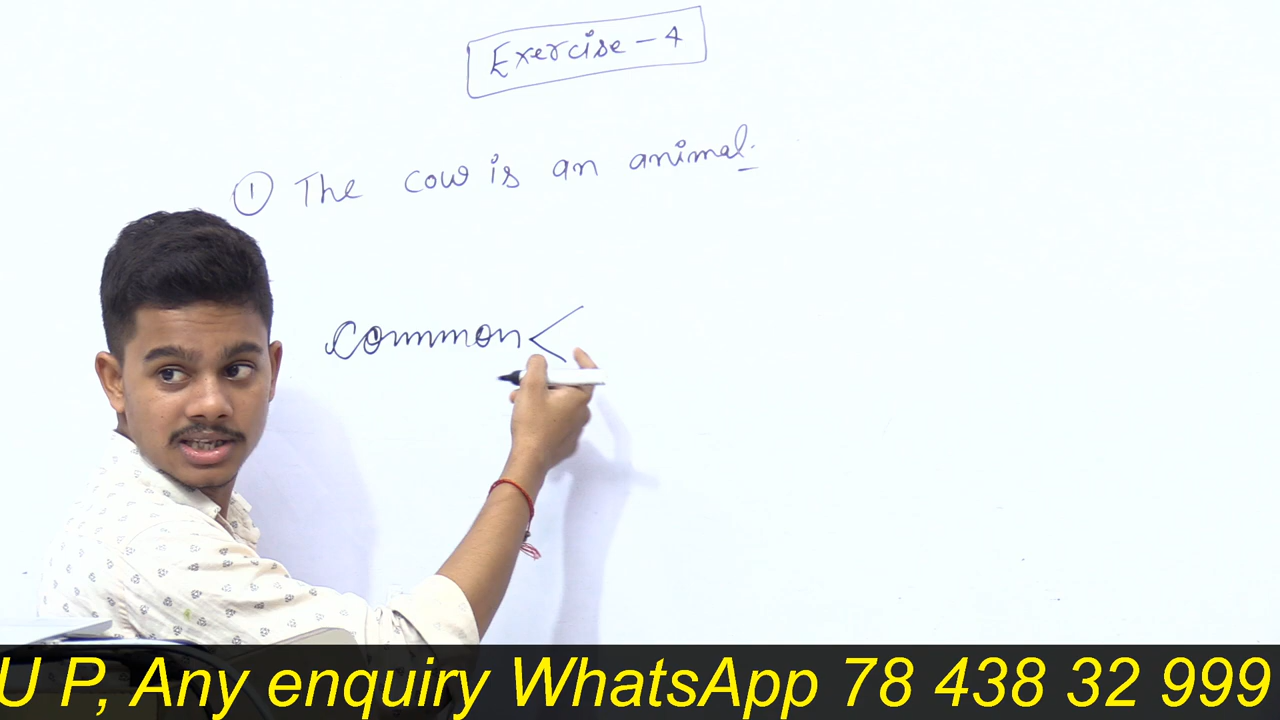 Exercise - 4
① The cow is an animal.
common <
U P, Any enquiry WhatsApp 78 438 32 999